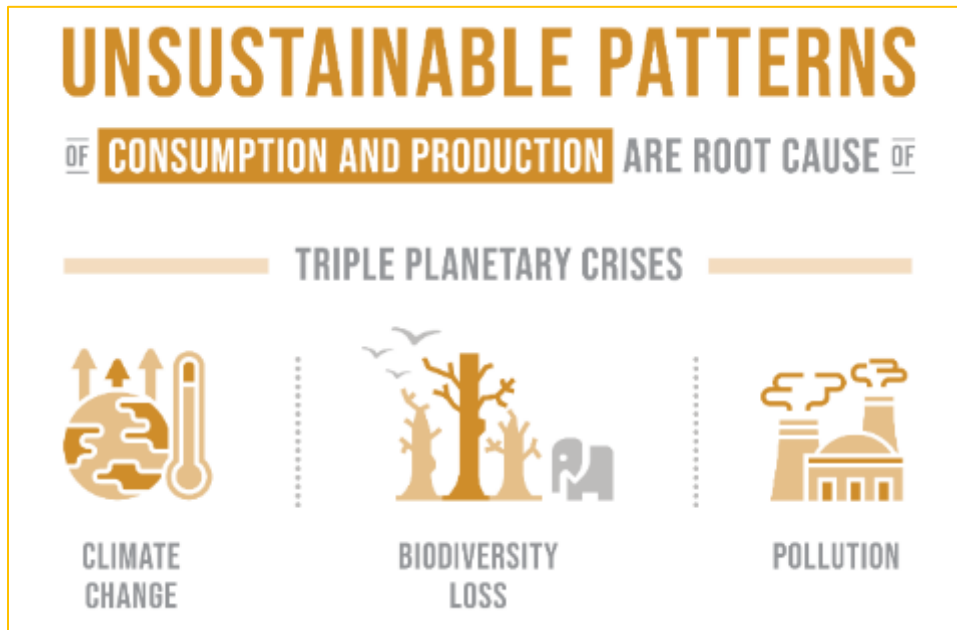 UNSUSTAINABLE PATTERNS
OF CONSUMPTION AND PRODUCTION ARE ROOT CAUSE OF
TRIPLE PLANETARY CRISES
CLIMATE
CHANGE
BIODIVERSITY
LOSS
POLLUTION